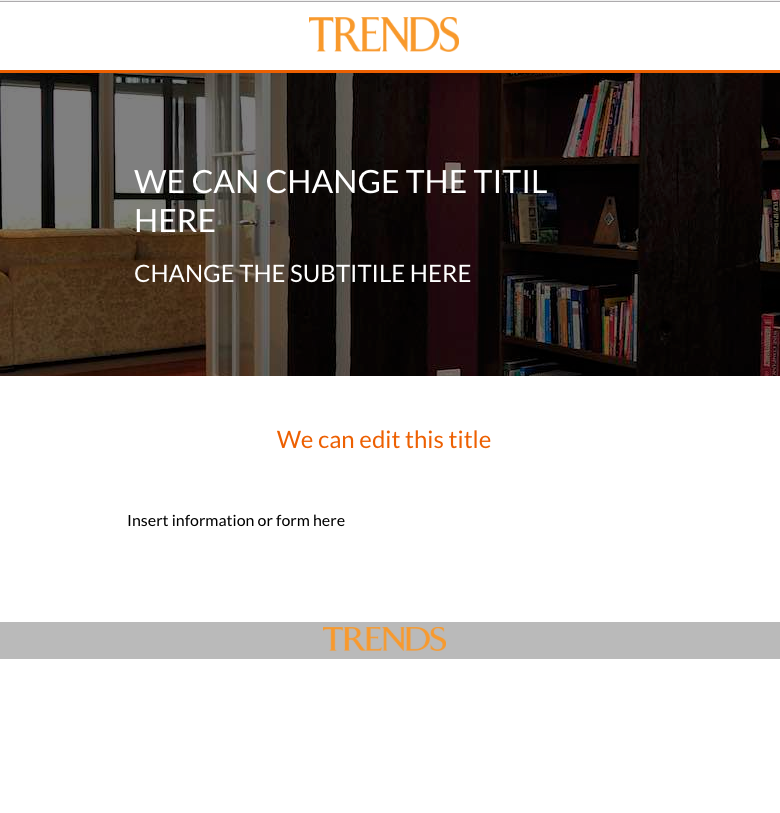 TRENDS
WE CAN CHANGE THE TITIL
HERE
CHANGE THE SUBTITILE HERE
We can edit this title
Insert information or form here
TRENDS